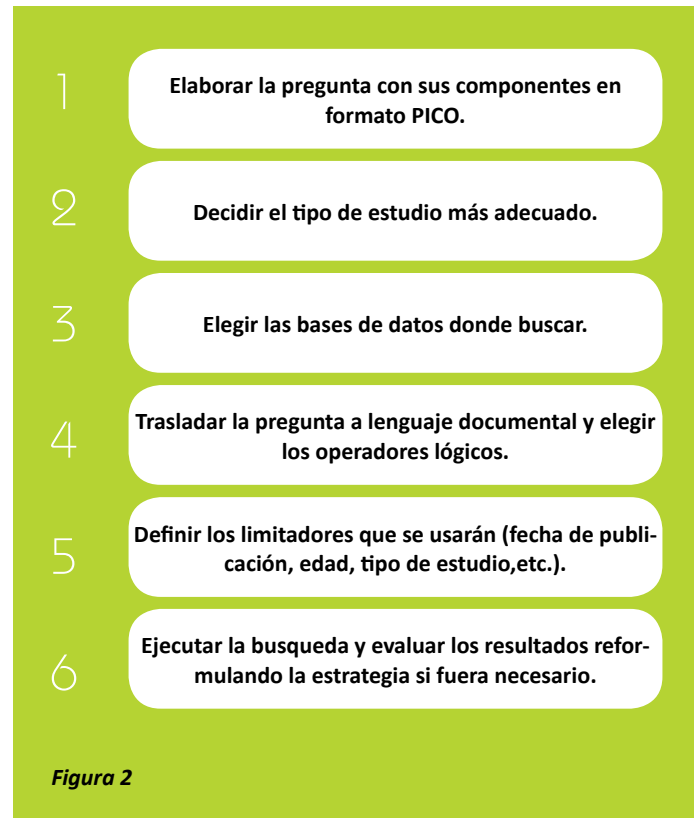 1
Elaborar la pregunta con sus componentes en
formato PICO.
2
Decidir el tipo de estudio más adecuado.
3
Elegir las bases de datos donde buscar.
4
Trasladar la pregunta a lenguaje documental y elegir
los operadores lógicos.
5
Definir los limitadores que se usarán (fecha de publi-
cación, edad, tipo de estudio,etc.).
6
Ejecutar la busqueda y evaluar los resultados refor-
mulando la estrategia si fuera necesario.
Figura 2